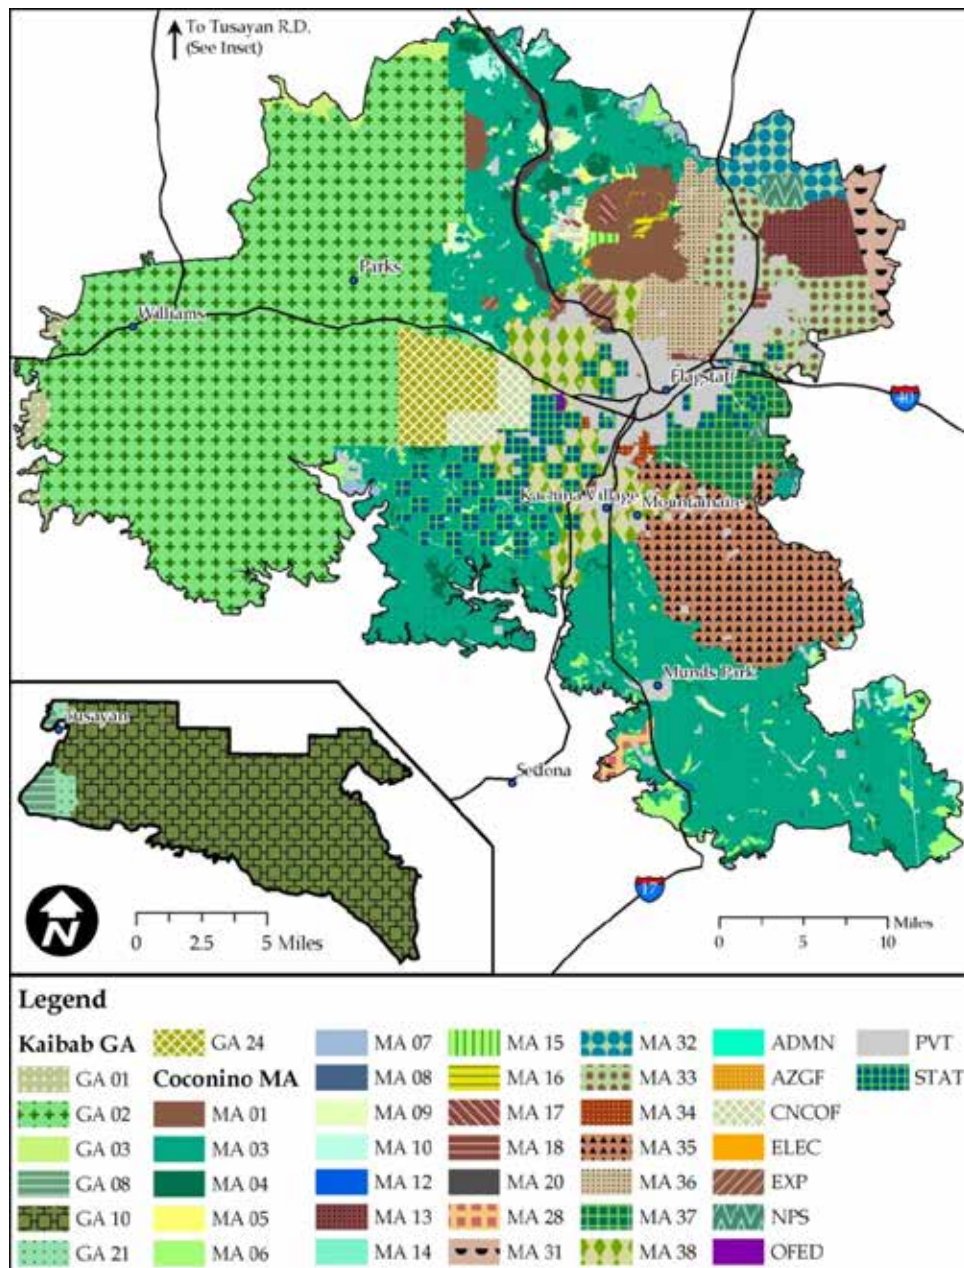 To Tusayan R.D.
(See Inset)
Parks
Williams
Flagstaff
40
Kachina Village
Mountainaire
Munds Park
Tusayan
Sedona
17
N
0 2.5 5 Miles
Miles
0 5 10
Legend
Kaibab GA
GA 01
GA 02
GA 03
GA 08
GA 10
GA 21
GA 24
Coconino MA
MA 01
MA 03
MA 04
MA 05
MA 06
MA 07
MA 08
MA 09
MA 10
MA 12
MA 13
MA 14
MA 15
MA 16
MA 17
MA 18
MA 20
MA 28
MA 31
MA 32
MA 33
MA 34
MA 35
MA 36
MA 37
MA 38
ADMN
AZGF
CNCOF
ELEC
EXP
NPS
OFED
PVT
STAT